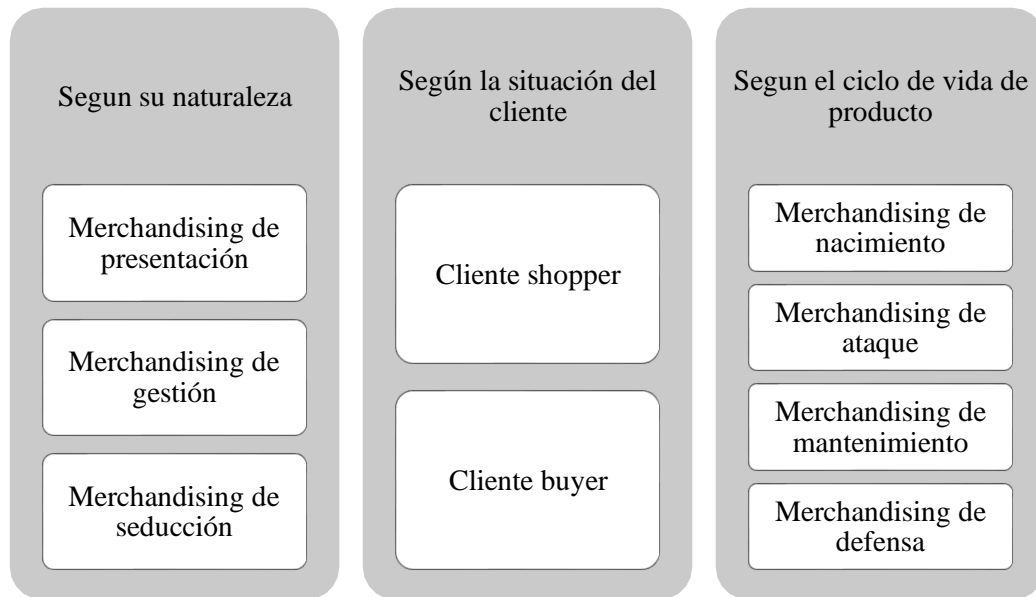 Segun su naturaleza
Merchandising de
presentación
Merchandising de
gestión
Merchandising de
seducción
Según la situación del
cliente
Cliente shopper
Cliente buyer
Segun el ciclo de vida de
producto
Merchandising de
nacimiento
Merchandising de
ataque
Merchandising de
mantenimiento
Merchandising de
defensa